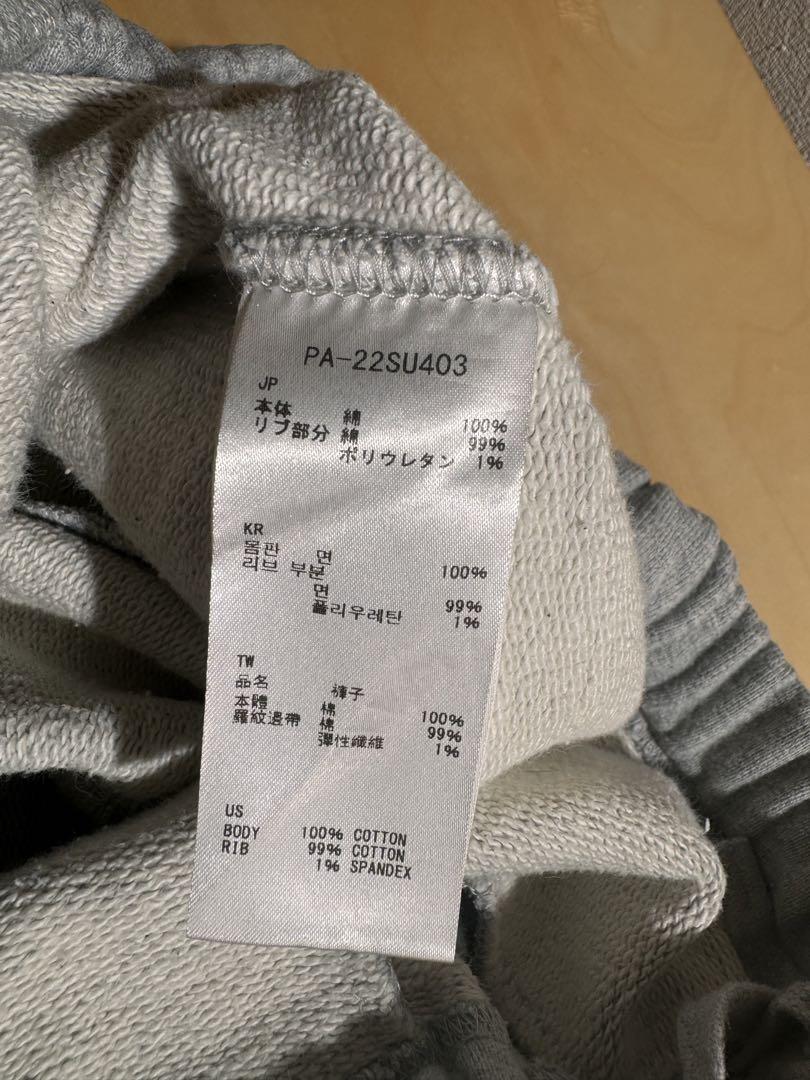 PA-22SU403
JP
本体 綿 100%
リブ部分 綿 99%
ポリウレタン 1%
KR
몸판 면 100%
리브 부분
면 99%
폴리우레탄 1%
TW
品名 褲子
本體 棉 100%
羅紋邊帶 棉 99%
彈性纖維 1%
US
BODY 100% COTTON
RIB 99% COTTON
1% SPANDEX